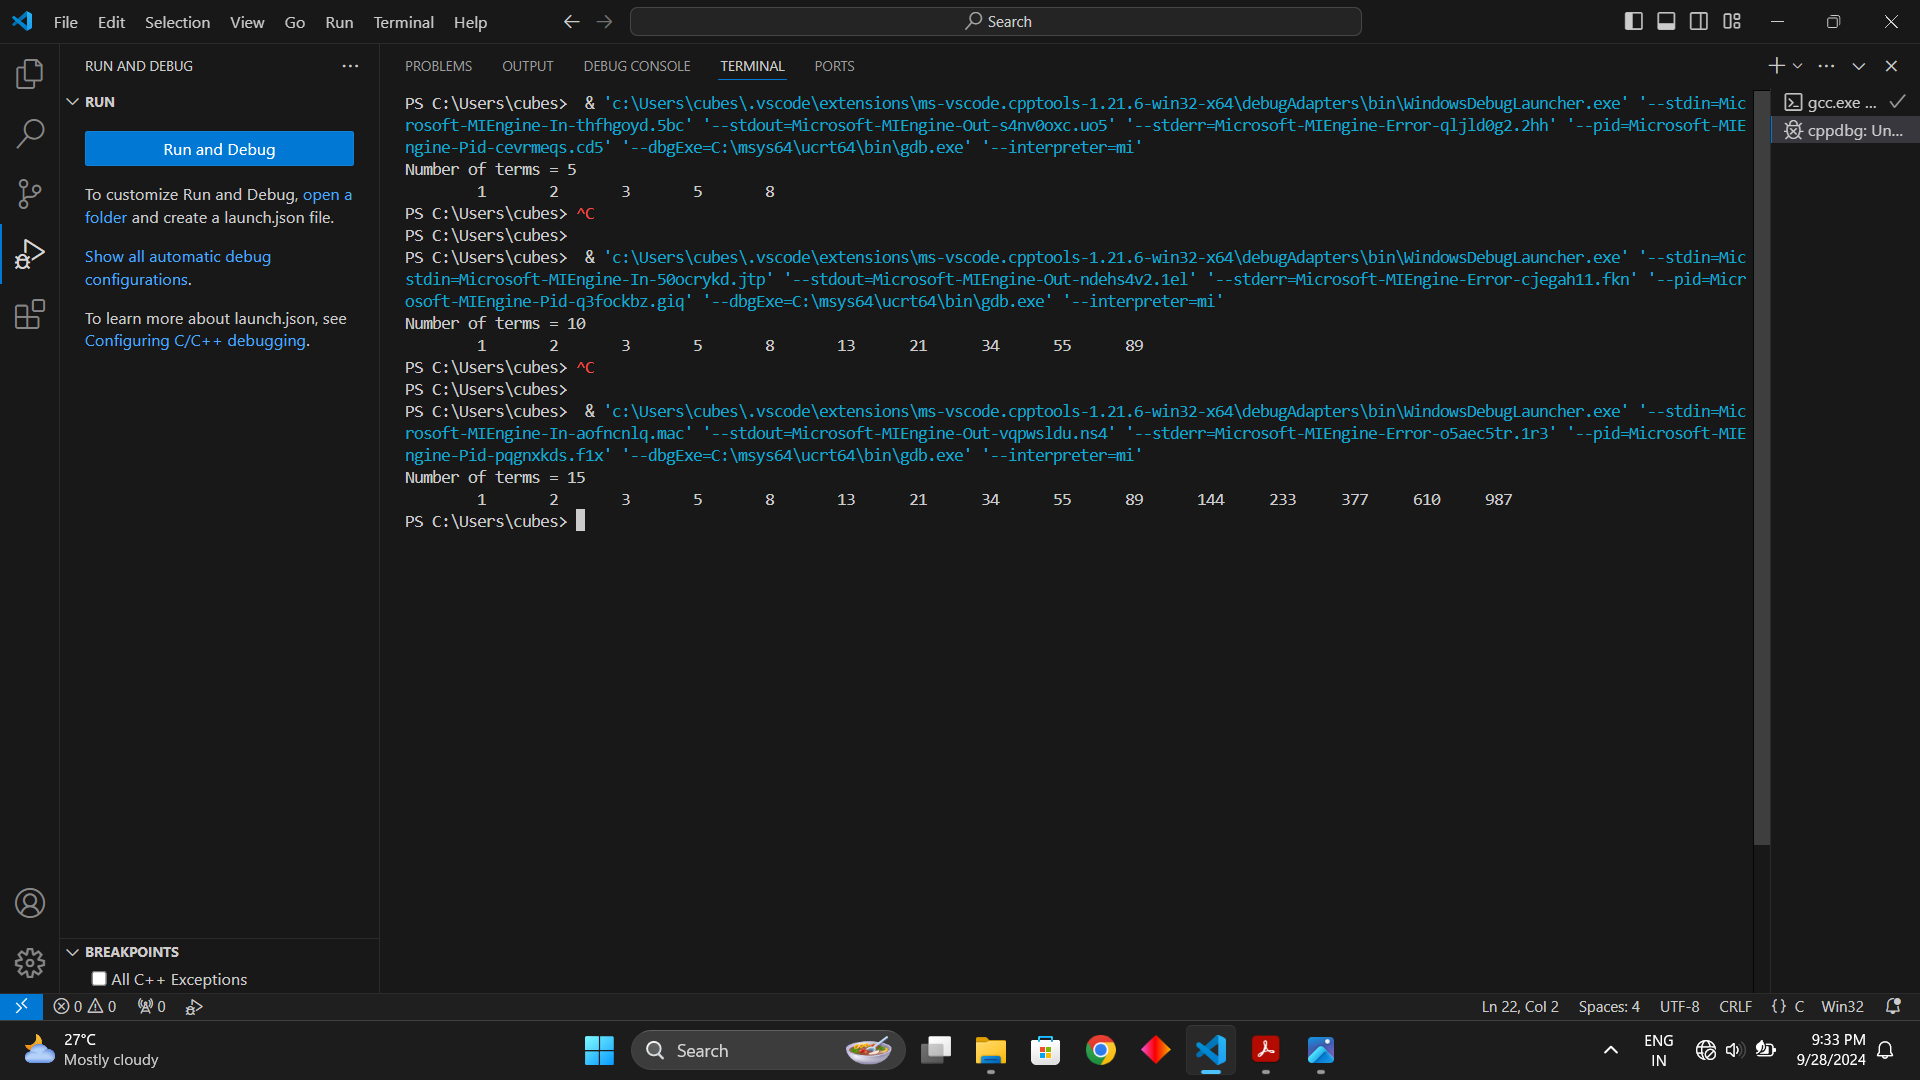 File Edit Selection View Go Run Terminal Help
Search
RUN AND DEBUG
PROBLEMS OUTPUT DEBUG CONSOLE TERMINAL PORTS
RUN
Run and Debug
To customize Run and Debug, open a
folder and create a launch.json file.
Show all automatic debug
configurations.
To learn more about launch.json, see
Configuring C/C++ debugging.
BREAKPOINTS
All C++ Exceptions
PS C:\Users\cubes>  & 'c:\Users\cubes\.vscode\extensions\ms-vscode.cpptools-1.21.6-win32-x64\debugAdapters\bin\WindowsDebugLauncher.exe' '--stdin=Mic
rosoft-MIEngine-In-thfhgoyd.5bc' '--stdout=Microsoft-MIEngine-Out-s4nv0oxc.uo5' '--stderr=Microsoft-MIEngine-Error-qljld0g2.2hh' '--pid=Microsoft-MIE
ngine-Pid-cevrmeqs.cd5' '--dbgExe=C:\msys64\ucrt64\bin\gdb.exe' '--interpreter=mi'
Number of terms = 5
1 2 3 5 8
PS C:\Users\cubes> ^C
PS C:\Users\cubes>
PS C:\Users\cubes>  & 'c:\Users\cubes\.vscode\extensions\ms-vscode.cpptools-1.21.6-win32-x64\debugAdapters\bin\WindowsDebugLauncher.exe' '--stdin=Mic
stdin=Microsoft-MIEngine-In-50ocrykd.jtp' '--stdout=Microsoft-MIEngine-Out-ndehs4v2.1el' '--stderr=Microsoft-MIEngine-Error-cjegah11.fkn' '--pid=Micr
osoft-MIEngine-Pid-q3fockbz.giq' '--dbgExe=C:\msys64\ucrt64\bin\gdb.exe' '--interpreter=mi'
Number of terms = 10
1 2 3 5 8 13 21 34 55 89
PS C:\Users\cubes> ^C
PS C:\Users\cubes>
PS C:\Users\cubes>  & 'c:\Users\cubes\.vscode\extensions\ms-vscode.cpptools-1.21.6-win32-x64\debugAdapters\bin\WindowsDebugLauncher.exe' '--stdin=Mic
rosoft-MIEngine-In-aofncnlq.mac' '--stdout=Microsoft-MIEngine-Out-vqpwsldu.ns4' '--stderr=Microsoft-MIEngine-Error-o5aec5tr.1r3' '--pid=Microsoft-MIE
ngine-Pid-pqgnxkds.f1x' '--dbgExe=C:\msys64\ucrt64\bin\gdb.exe' '--interpreter=mi'
Number of terms = 15
1 2 3 5 8 13 21 34 55 89 144 233 377 610 987
PS C:\Users\cubes>
gcc.exe ...
cppdbg: Un...
0 0 0
Ln 22, Col 2 Spaces: 4 UTF-8 CRLF {} C Win32
27°C
Mostly cloudy
Search
ENG
IN
9:33 PM
9/28/2024